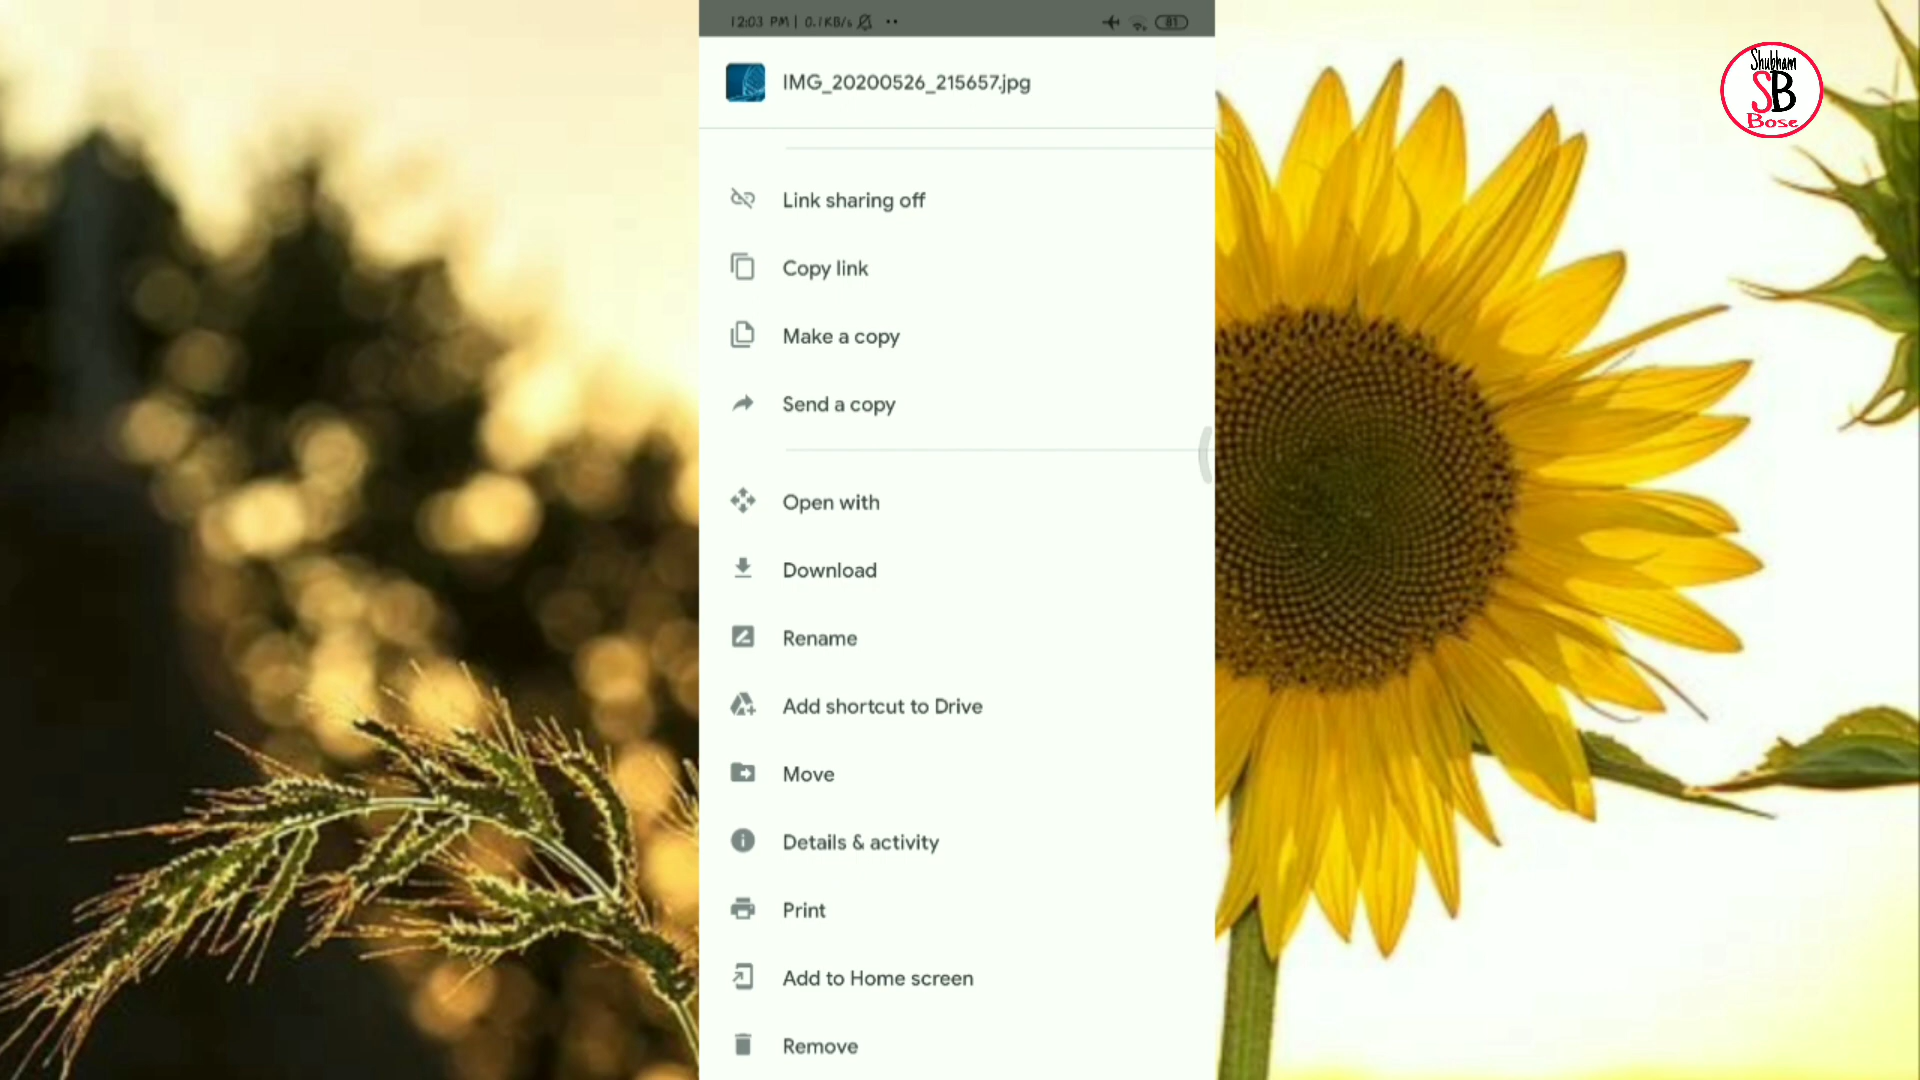 12:03 PM | 0.1KB/s
81
IMG_20200526_215657.jpg
Shubham
SB
Bose
Link sharing off
Copy link
Make a copy
Send a copy
Open with
Download
Rename
Add shortcut to Drive
Move
Details & activity
Print
Add to Home screen
Remove